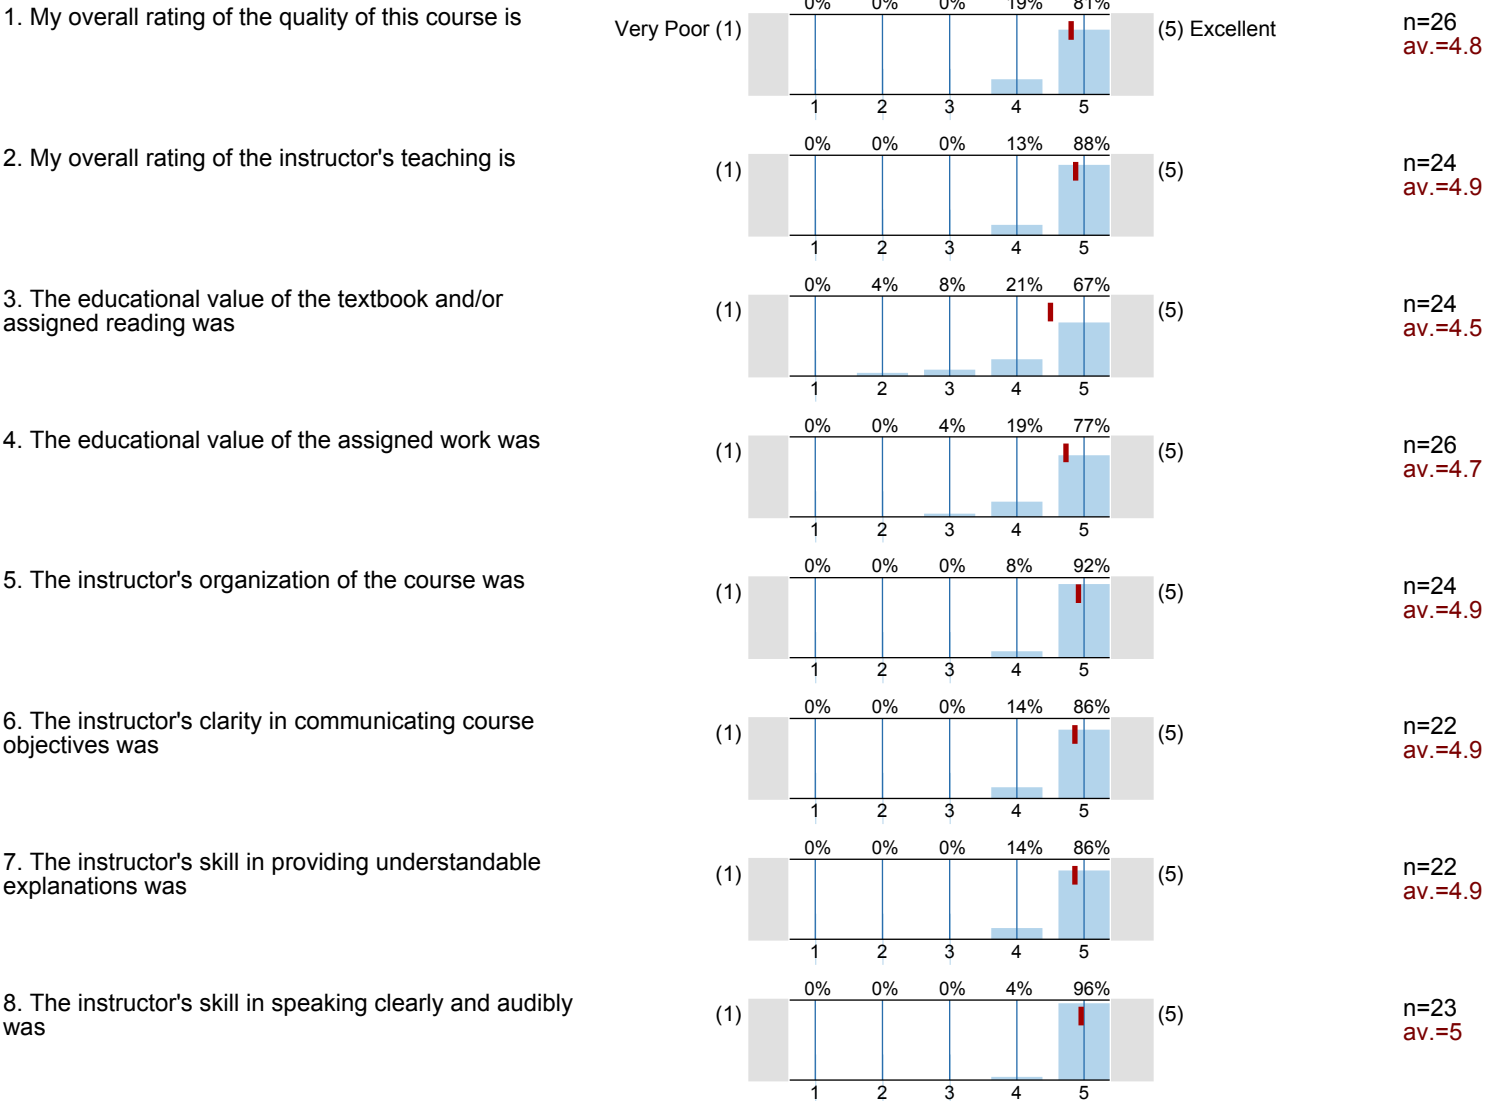 0% 0% 0% 19% 81%
1. My overall rating of the quality of this course is Very Poor (1) (5) Excellent n=26
av.=4.8
1 2 3 4 5
0% 0% 0% 13% 88%
2. My overall rating of the instructor's teaching is (1) (5) n=24
av.=4.9
1 2 3 4 5
0% 4% 8% 21% 67%
3. The educational value of the textbook and/or (1) (5) n=24
assigned reading was av.=4.5
1 2 3 4 5
0% 0% 4% 19% 77%
4. The educational value of the assigned work was (1) (5) n=26
av.=4.7
1 2 3 4 5
0% 0% 0% 8% 92%
5. The instructor's organization of the course was (1) (5) n=24
av.=4.9
1 2 3 4 5
0% 0% 0% 14% 86%
6. The instructor's clarity in communicating course (1) (5) n=22
objectives was av.=4.9
1 2 3 4 5
0% 0% 0% 14% 86%
7. The instructor's skill in providing understandable (1) (5) n=22
explanations was av.=4.9
1 2 3 4 5
0% 0% 0% 4% 96%
8. The instructor's skill in speaking clearly and audibly (1) (5) n=23
was av.=5
1 2 3 4 5